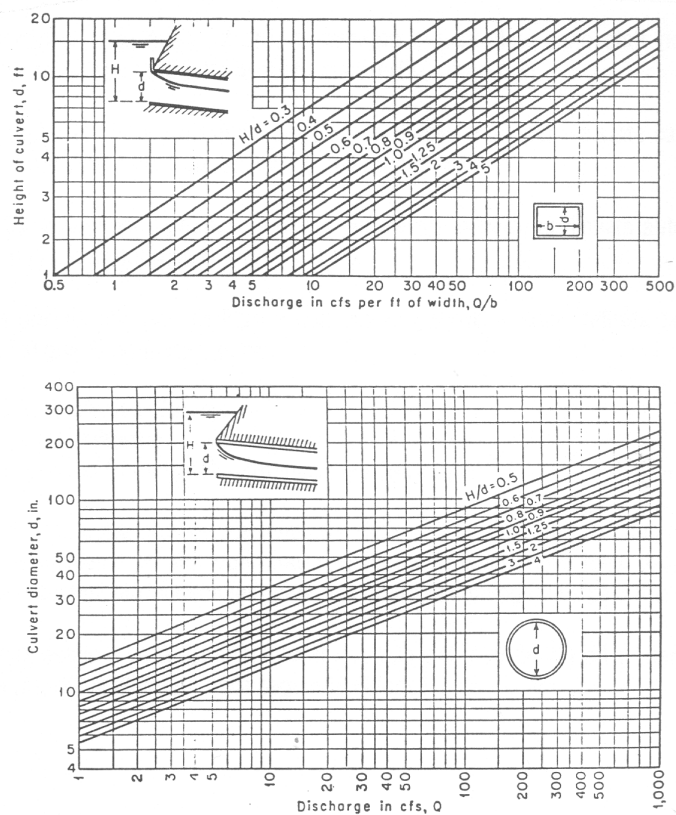 Height of culvert, d, ft
20
10
5
4
3
2
1
H
d
H/d=0.3
0.4
0.5
0.6
0.7
0.8
0.9
1.0
1.25
1.5
2
3
4
5
b
d
0.5 1 2 3 4 5 10 20 30 40 50 100 200 300 500
Discharge in cfs per ft of width, Q/b
Culvert diameter, d, in.
400
300
200
100
50
40
30
20
10
5
4
H
d
H/d=0.5
0.6 0.7
0.8 0.9
1.0 1.25
1.5 2
3 4
d
1 2 3 4 5 10 20 30 40 50 100 200 300 400 500 1,000
Discharge in cfs, Q